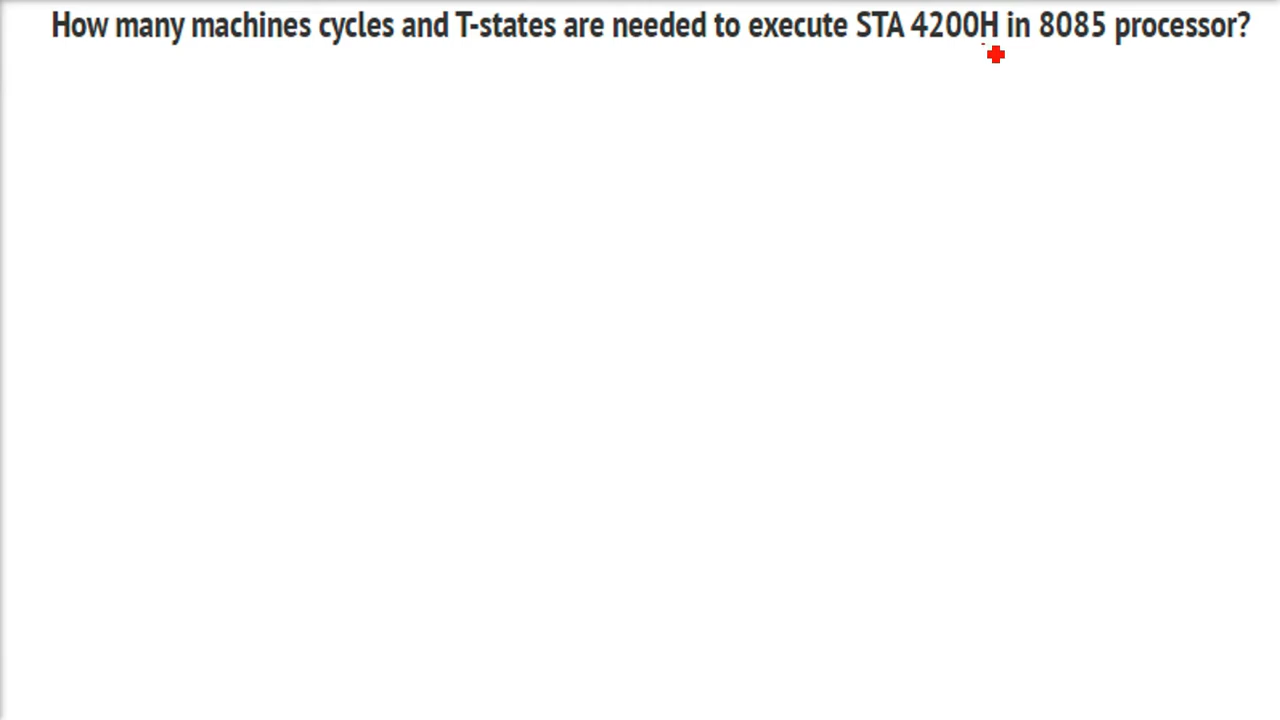 How many machines cycles and T-states are needed to execute STA 4200H in 8085 processor?